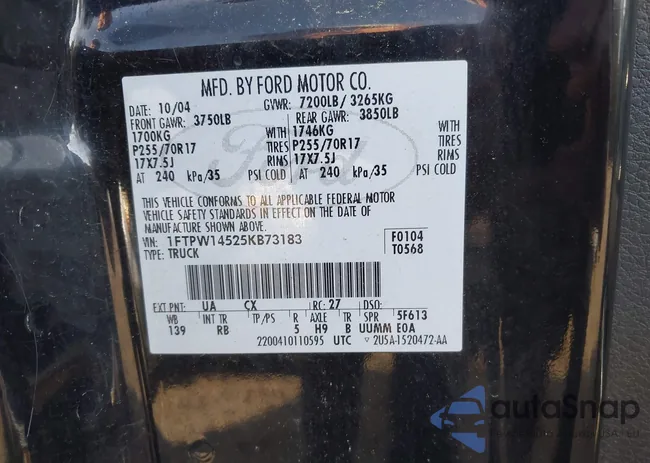 MFD. BY FORD MOTOR CO.
DATE: 10/04 GVWR: 7200LB/ 3265KG
FRONT GAWR: 3750LB REAR GAWR: 3850LB
1700KG WITH 1746KG WITH
P255/70R17 TIRES P255/70R17 TIRES
17X7.5J RIMS 17X7.5J RIMS
AT 240 kPa/35 PSI COLD AT 240 kPa/35 PSI COLD
THIS VEHICLE CONFORMS TO ALL APPLICABLE FEDERAL MOTOR
VEHICLE SAFETY STANDARDS IN EFFECT ON THE DATE OF
MANUFACTURE SHOWN ABOVE.
VIN: 1FTPW14525KB73183 F0104
TYPE: TRUCK T0568
EXT PNT: UA CX RC: 27 DSO:
WB INT TR TP/PS R AXLE TR SPR 5F613
139 RB 5 H9 B UUMM E0A
2200410110595 UTC ▽ 2U5A-1520472-AA
Ford
autoSnap